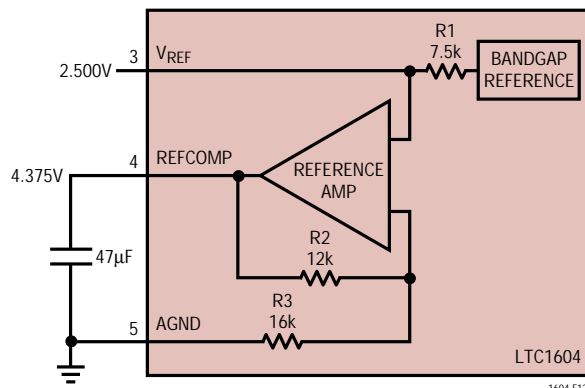 R1
7.5k
BANDGAP
REFERENCE
3
VREF
2.500V
4
REFCOMP
4.375V
REFERENCE
AMP
R2
12k
47µF
R3
16k
5
AGND
LTC1604